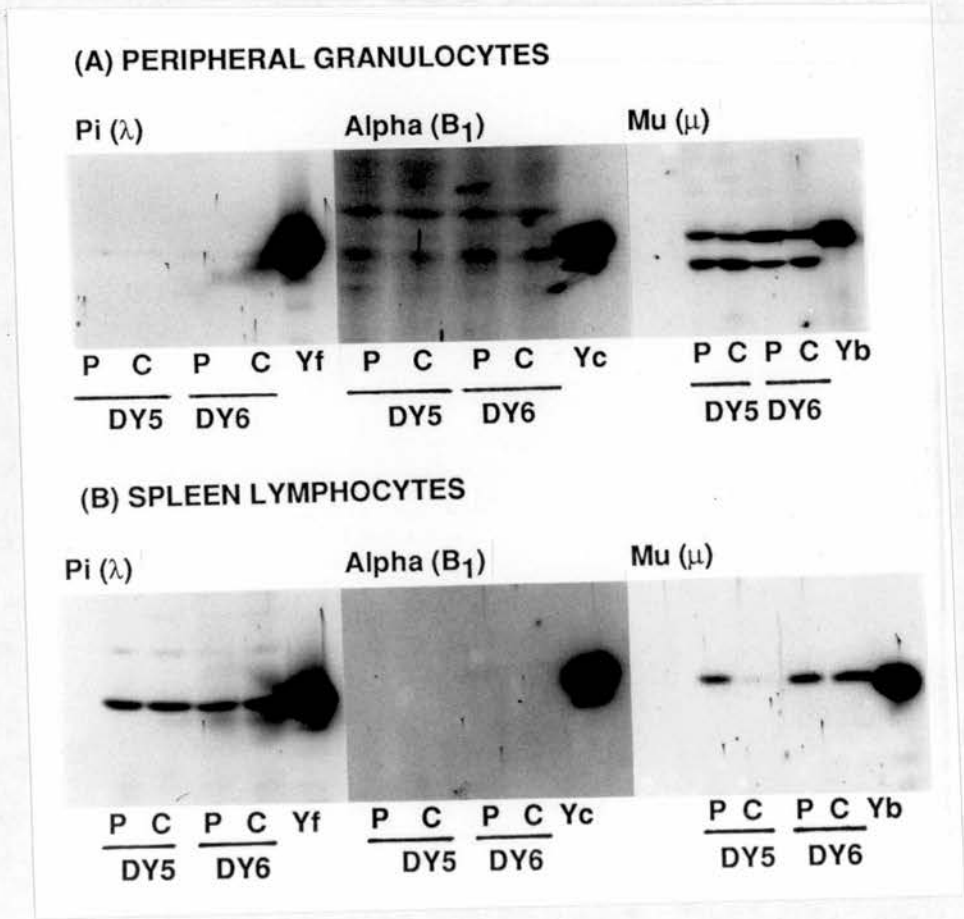 (A) PERIPHERAL GRANULOCYTES
Pi (λ) Alpha (B₁) Mu (μ)
P C P C Yf P C P C Yc P C P C Yb
DY5 DY6 DY5 DY6 DY5 DY6
(B) SPLEEN LYMPHOCYTES
Pi (λ) Alpha (B₁) Mu (μ)
P C P C Yf P C P C Yc P C P C Yb
DY5 DY6 DY5 DY6 DY5 DY6